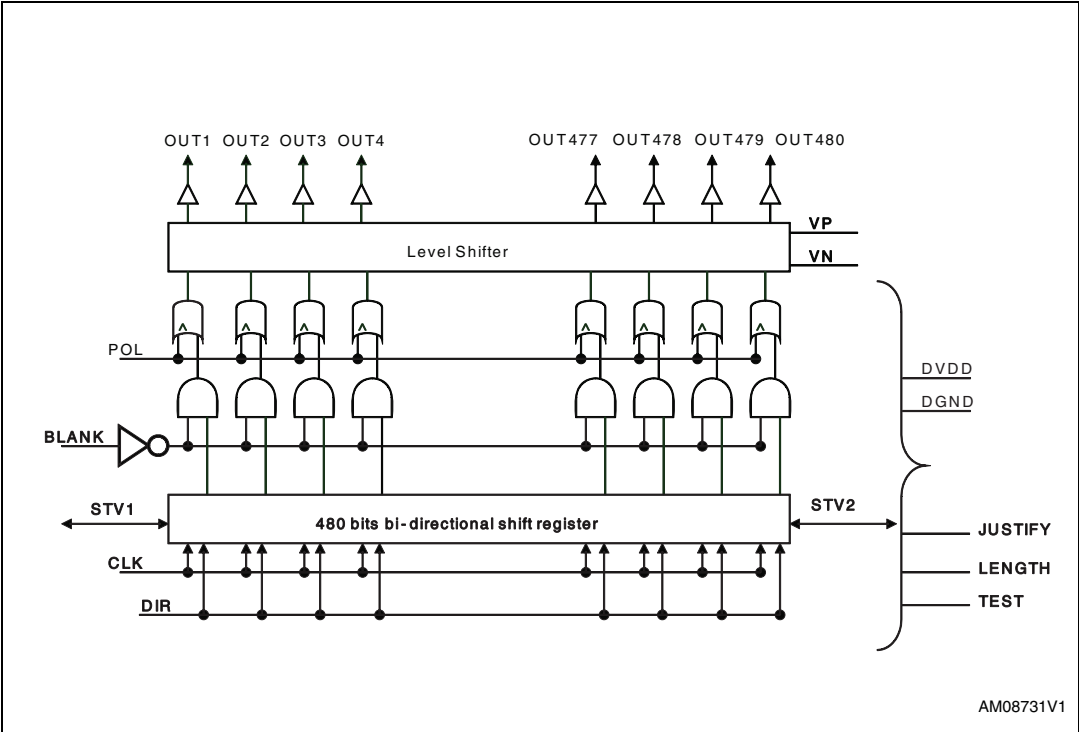 OUT1 OUT2 OUT3 OUT4 OUT477 OUT478 OUT479 OUT480
Level Shifter
VP
VN
POL
DVDD
DGND
BLANK
STV1
480 bits bi-directional shift register
STV2
JUSTIFY
CLK
LENGTH
DIR
TEST
AM08731V1